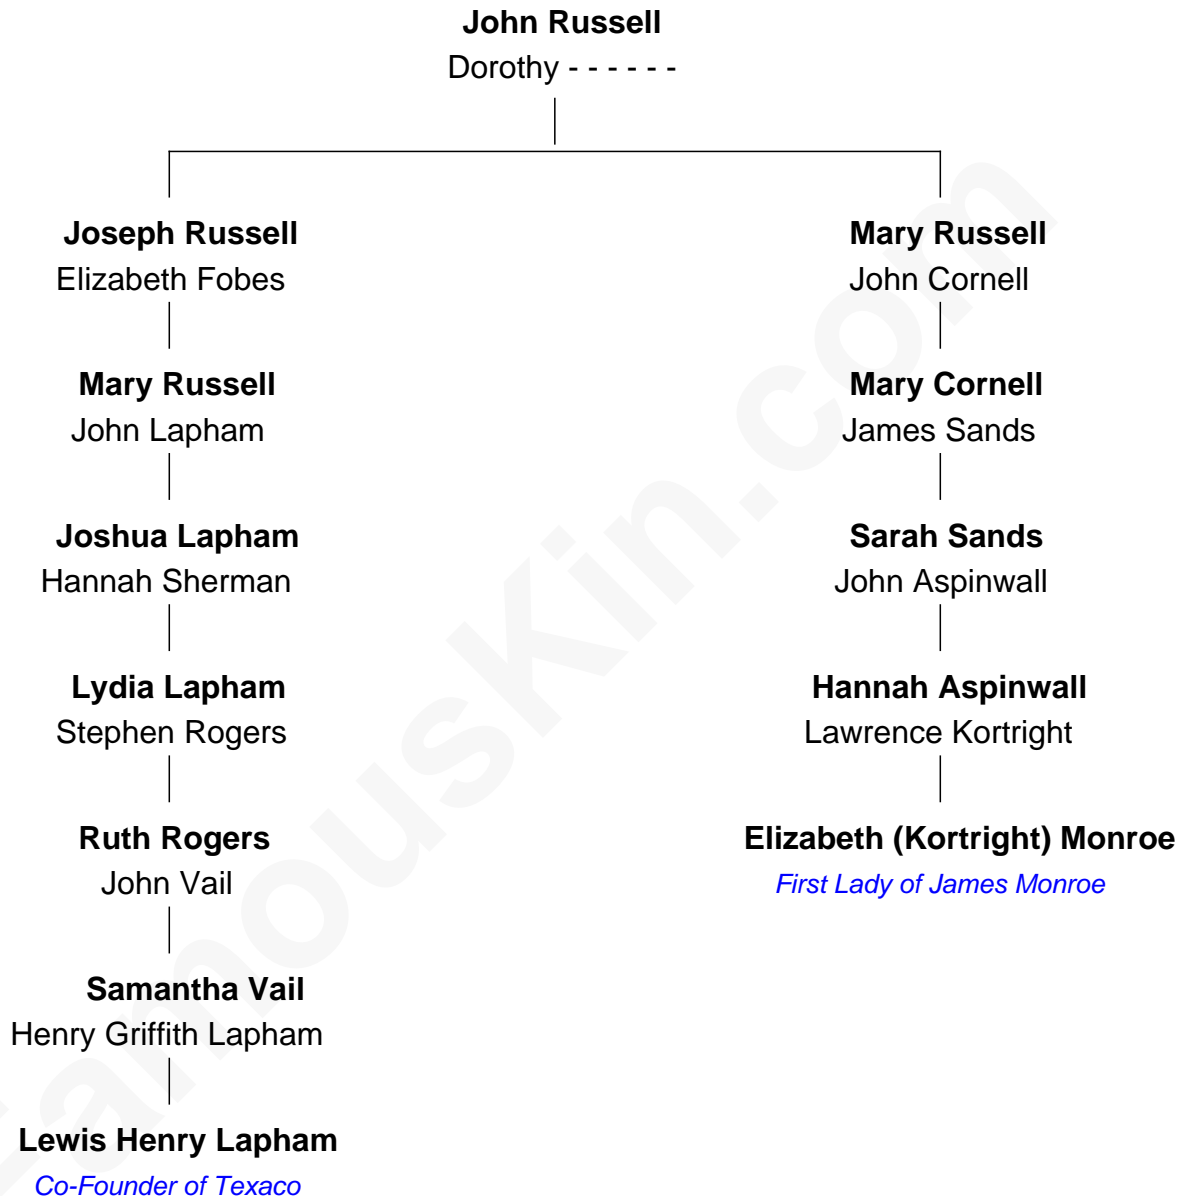 John Russell
Dorothy - - - - - -
Joseph Russell
Elizabeth Fobes
Mary Russell
John Cornell
Mary Russell
John Lapham
Mary Cornell
James Sands
Joshua Lapham
Hannah Sherman
Sarah Sands
John Aspinwall
Lydia Lapham
Stephen Rogers
Hannah Aspinwall
Lawrence Kortright
Ruth Rogers
John Vail
Elizabeth (Kortright) Monroe
First Lady of James Monroe
Samantha Vail
Henry Griffith Lapham
Lewis Henry Lapham
Co-Founder of Texaco
FamousKin.com